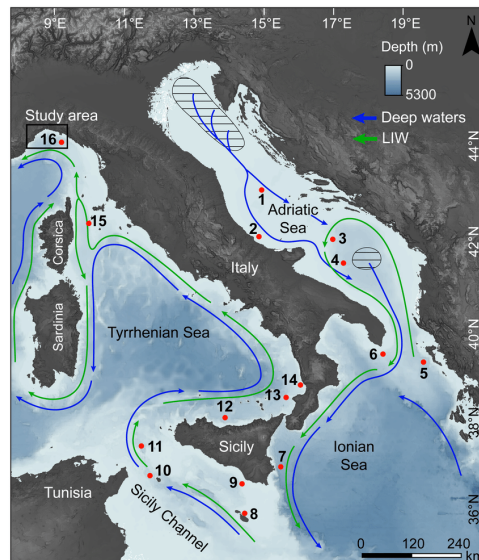 9°E 11°E 13°E 15°E 17°E 19°E
N
Depth (m)
0
5300
Deep waters
LIW
Study area
16
44°N
1
Adriatic
Sea
2
3
42°N
15
4
Corsica
Italy
Sardinia
Tyrrhenian Sea
40°N
6
5
14
13
12
38°N
Sicily
Ionian
Sea
11
10
7
9
Tunisia
Sicily Channel
8
36°N
0 120 240
km